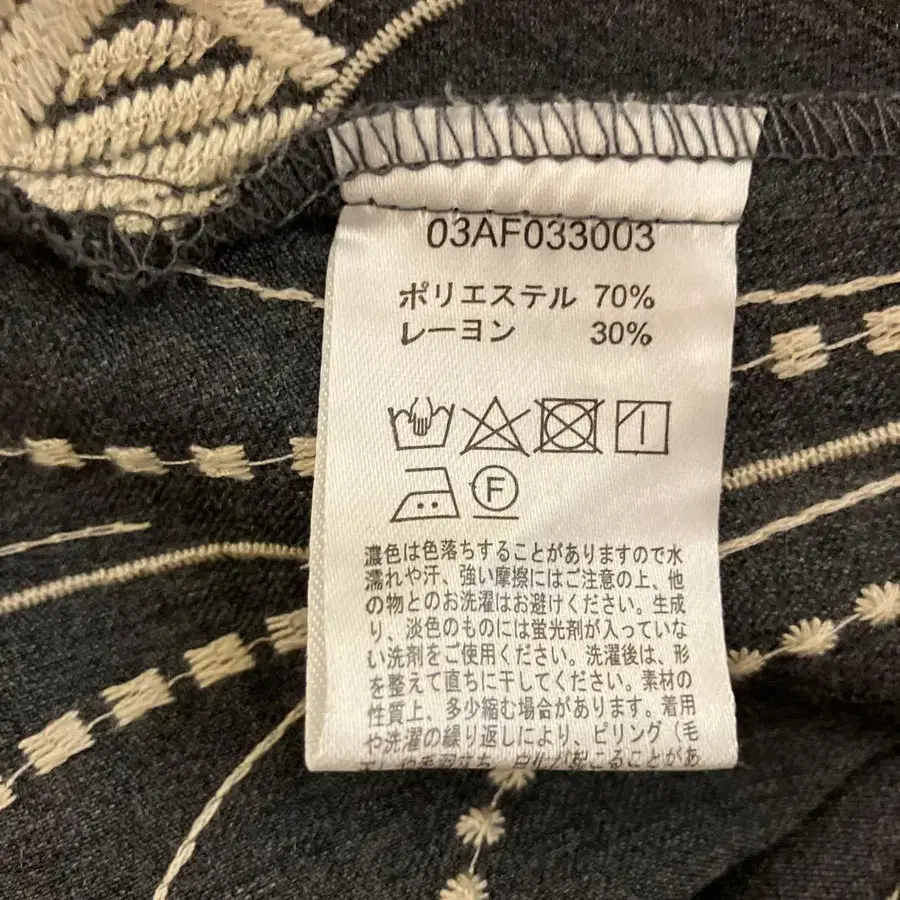 03AF033003
ポリエステル 70%
レーヨン 30%
F
濃色は色落ちすることがありますので水
濡れや汗、強い摩擦にはご注意の上、他
の物とのお洗濯はお避けください。生成
り、淡色のものには蛍光剤が入っていな
い洗剤をご使用ください。洗濯後は、形
を整えて直ちに干してください。素材の
性質上、多少縮む場合があります。着用
や洗濯の繰り返しにより、ピリング（毛
こることがあ